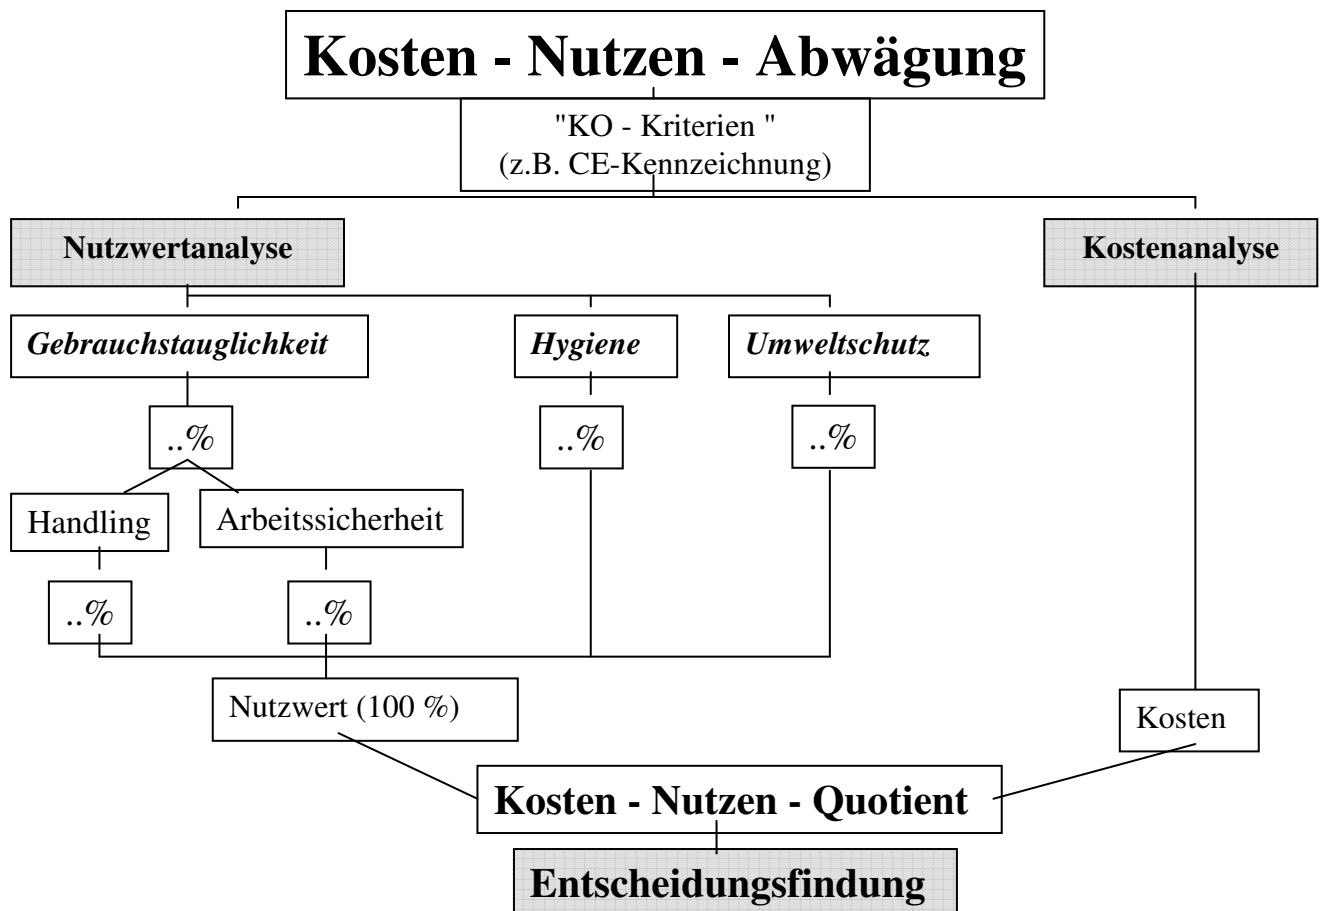 Kosten - Nutzen - Abwägung
"KO - Kriterien "
(z.B. CE-Kennzeichnung)
Nutzwertanalyse
Kostenanalyse
Gebrauchstauglichkeit
Hygiene
Umweltschutz
..%
..%
..%
Handling
Arbeitssicherheit
..%
..%
Nutzwert (100 %)
Kosten
Kosten - Nutzen - Quotient
Entscheidungsfindung